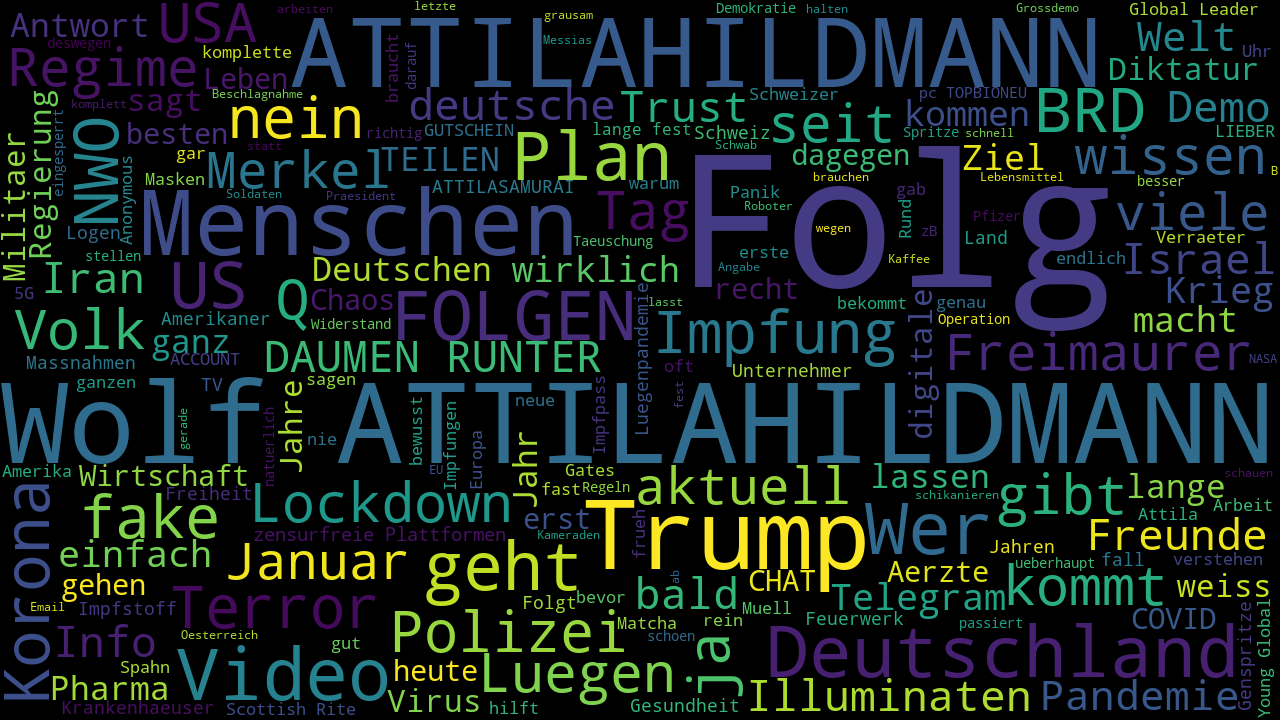 Antwort
USA
arbeiten
letzte
grausam
Demokratie
halten
Grossdemo
Global Leader
deswegen
ATTILAHILDMANN
Messias
Welt
Uhr
Regime
komplette
Leben
braucht
darauf
Diktatur
Beschlagnahme
komplett
sagt
nein
deutsche
Trust
Schweizer
pc TOPBIONEU
kommen
BRD
Demo
besten
richtig
GUTSCHEIN
lange fest
Schweiz
seit
Spritze
schnell
LIEBER
Militaer
Regierung
eingesperrt
NWO
Anonymous
gar
statt
Merkel
TEILEN
Plan
Schwab
dagegen
Ziel
wissen
Masken
Soldaten
Praesident
ATTILASAMURAI
warum
Panik
brauchen
gab
Lebensmittel
besser
B
Logen
Menschen
Tag
Roboter
Folg
wegen
Rund
zB
Pfizer
Land
viele
Verraeter
stellen
Taeuschung
erste
Kaffee
endlich
Israel
Iran
5G
US
Deutschen
wirklich
Angabe
recht
bekommt
genau
Krieg
Q
Chaos
FOLGEN
lasst
Operation
macht
Volk
Amerikaner
Widerstand
Luegenpandemie
Impfung
digitale
ganz
Massnahmen
ACCOUNT
DAUMEN RUNTER
oft
Unternehmer
Freimaurer
NASA
ganzen
TV
Jahre
sagen
neue
Impfpass
fest
Wolf
gerade
natuerlich
nie
ATTILAHILDMANN
bewusst
Impfungen
Europa
EU
Amerika
Wirtschaft
Freiheit
Jahr
Gates
fast
Regeln
aktuell
lassen
schikanieren
gibt
lange
schauen
Korona
fake
Lockdown
erst
Kameraden
frueh
Trump
Wer
Attila
Arbeit
zensurfreie Plattformen
einfach
Januar
geht
Jahren
Freunde
fall
verstehen
ueberhaupt
gehen
bald
ab
CHAT
Aerzte
kommt
weiss
Email
Impfstoff
Terror
Folgt
bevor
Muell
Telegram
Info
Oesterreich
gut
Polizei
Matcha
rein
Feuerwerk
passiert
COVID
Genspritze
Young Global
schoen
ja
Spahn
Video
heute
Luegen
Deutschland
Pharma
Krankenhaeuser
Scottish Rite
Virus
hilft
Gesundheit
Illuminaten
Pandemie